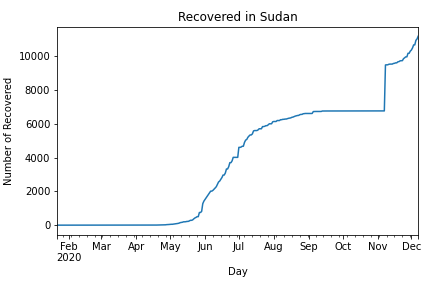 Recovered in Sudan
Number of Recovered
10000
8000
6000
4000
2000
0
Feb Mar Apr May Jun Jul Aug Sep Oct Nov Dec
2020
Day